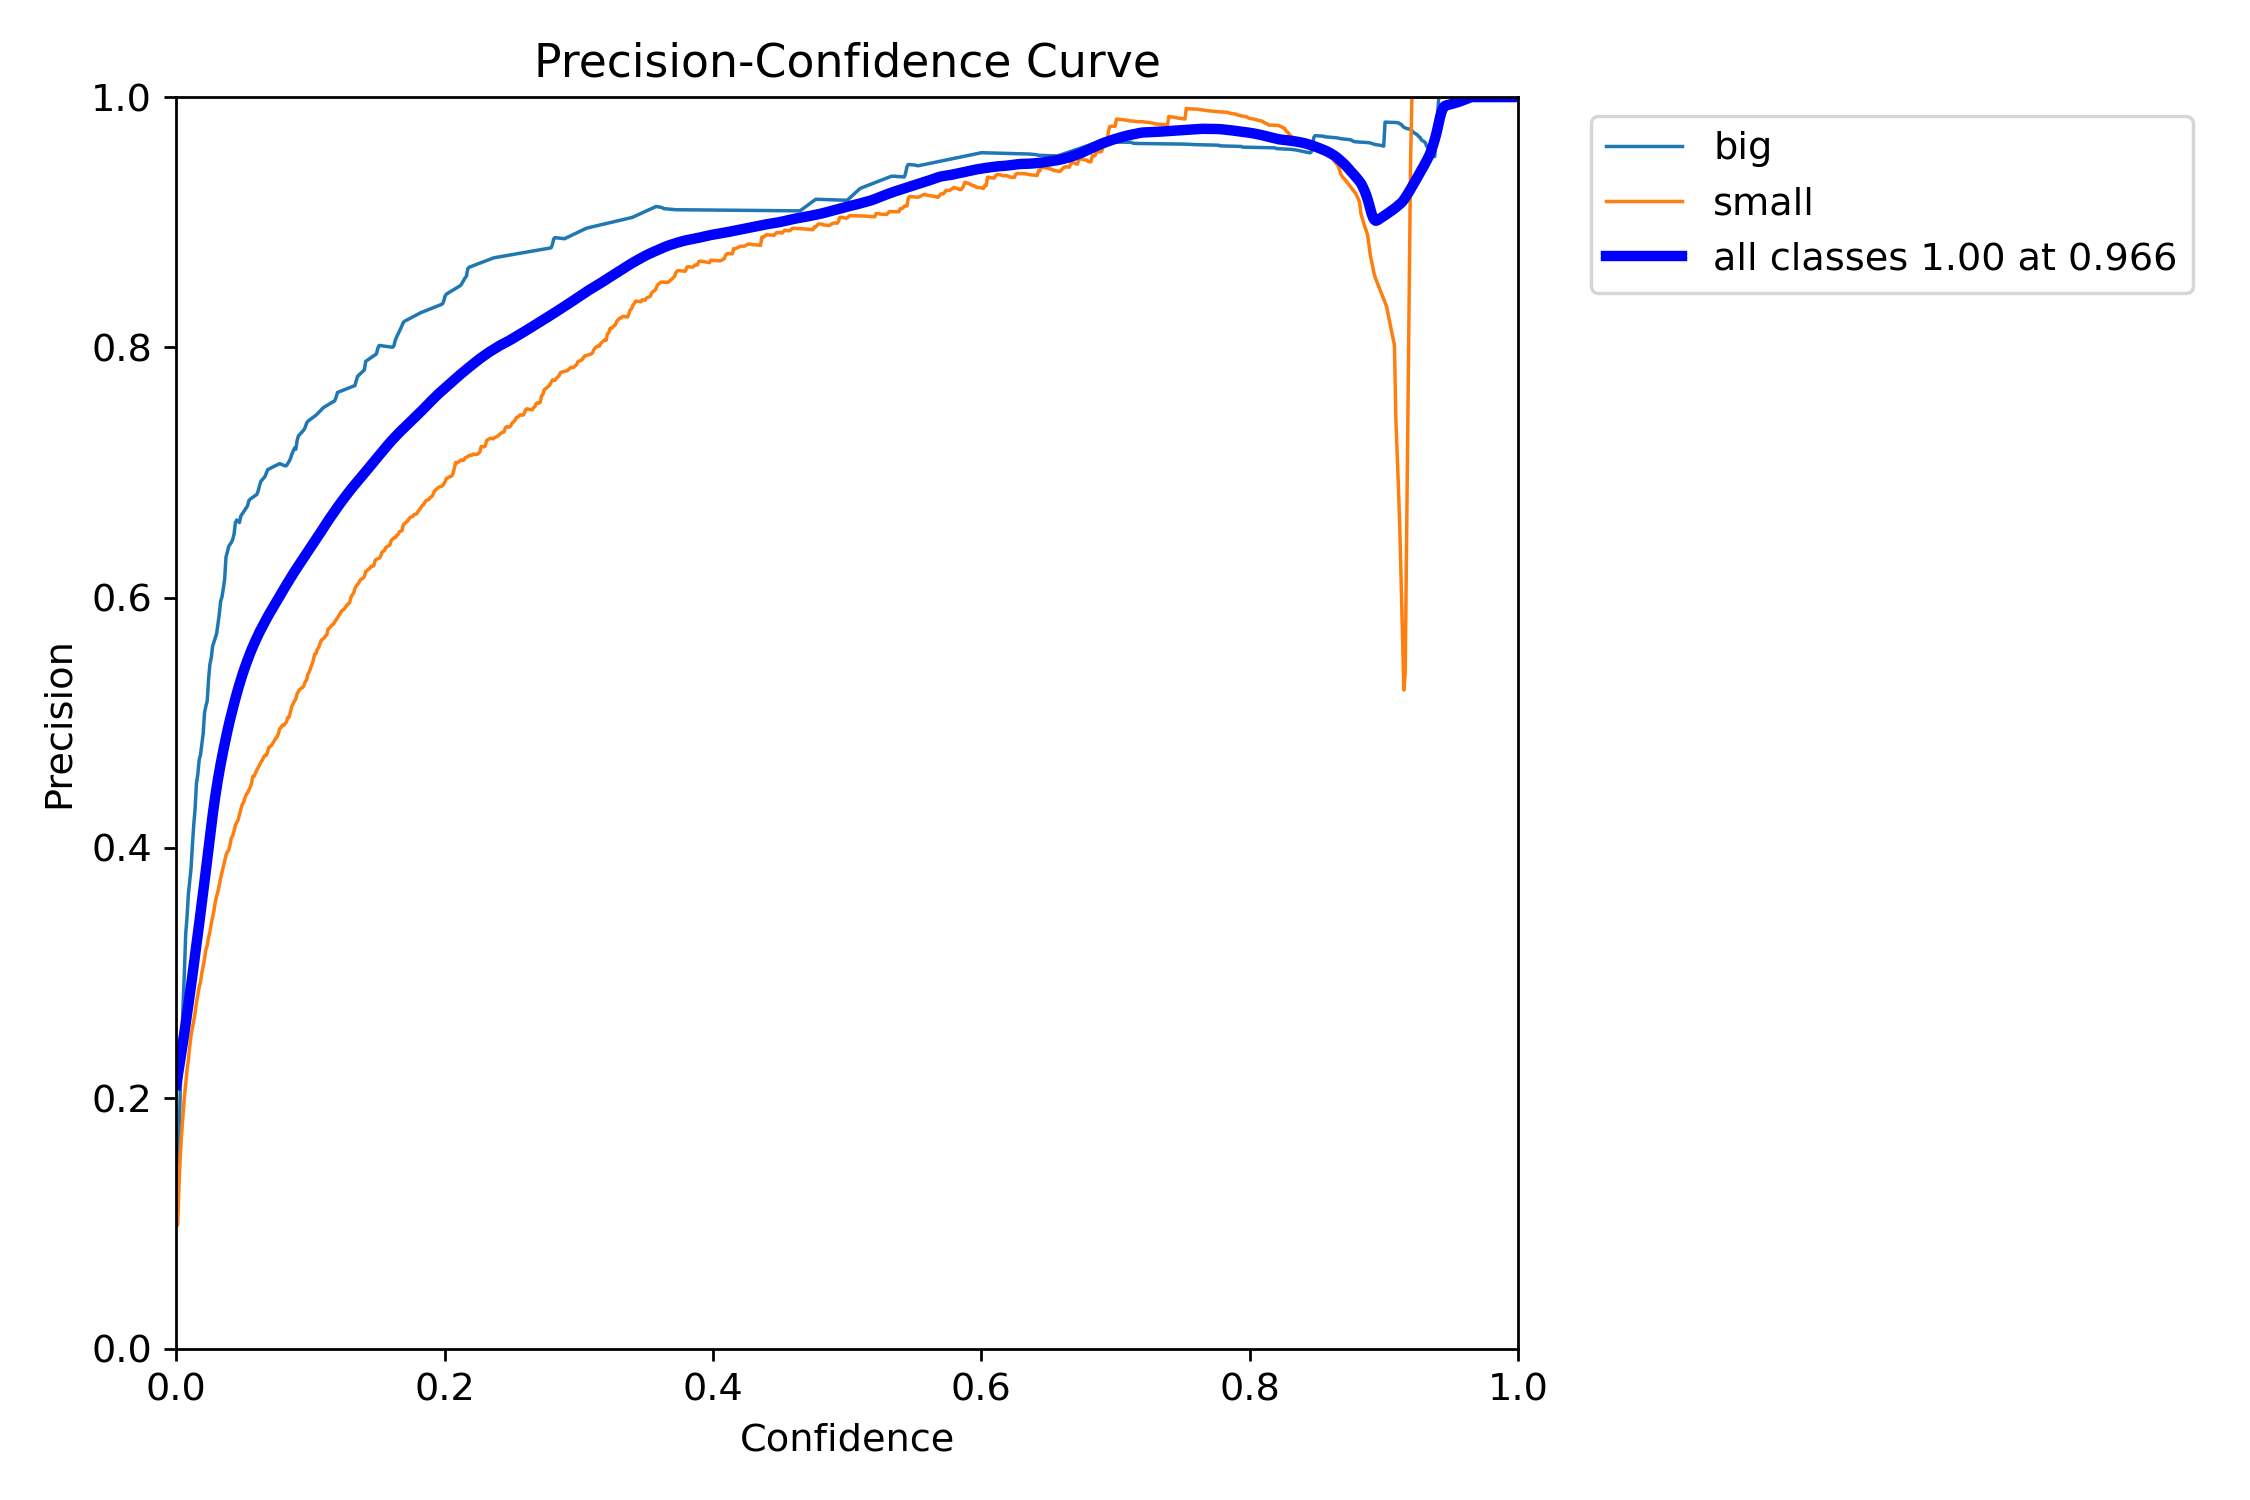 Precision-Confidence Curve
1.0
0.8
0.6
0.4
0.2
0.0
Precision
0.0 0.2 0.4 0.6 0.8 1.0
Confidence
big
small
all classes 1.00 at 0.966